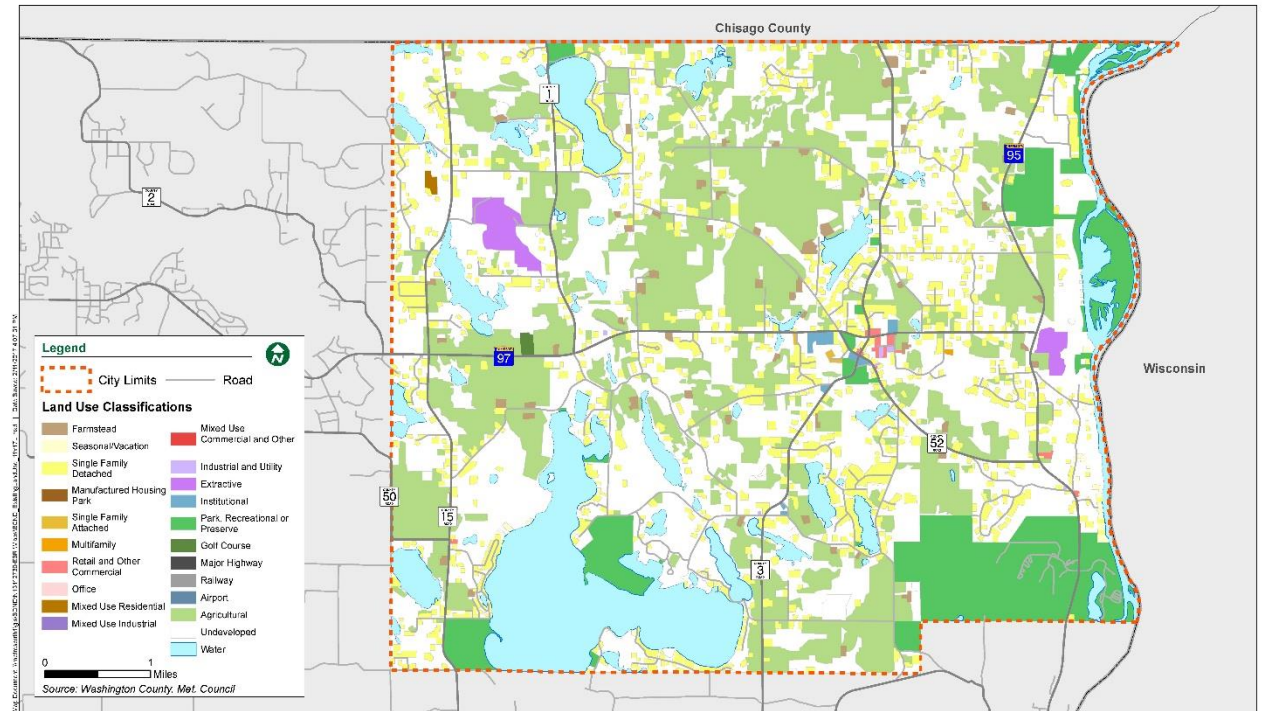 Chisago County
1
95
2
97
Wisconsin
52
50
15
3
Legend
N
City Limits
Road
Land Use Classifications
Farmstead
Seasonal/Vacation
Single Family
Detached
Manufactured Housing
Park
Single Family
Attached
Multifamily
Retail and Other
Commercial
Office
Mixed Use Residential
Mixed Use Industrial
Mixed Use
Commercial and Other
Industrial and Utility
Extractive
Institutional
Park, Recreational or
Preserve
Golf Course
Major Highway
Railway
Airport
Agricultural
Undeveloped
Water
0 1
Miles
Source: Washington County, Met. Council